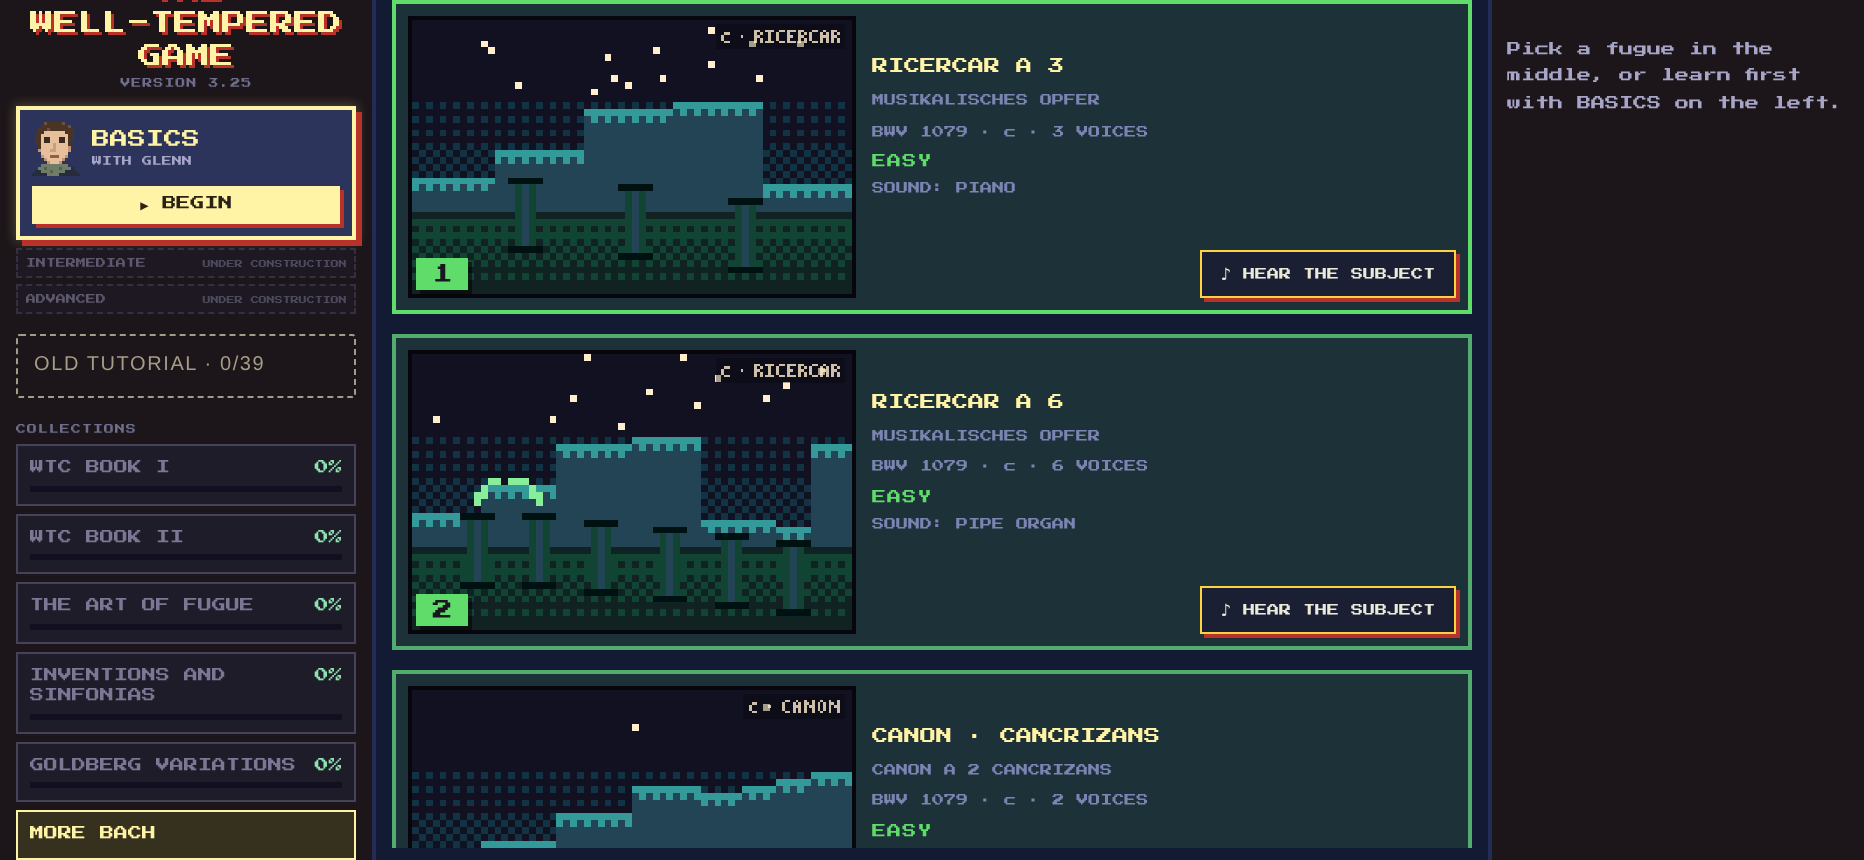 WELL-TEMPERED
GAME
VERSION 3.25
BASICS
WITH GLENN
▶ BEGIN
INTERMEDIATE UNDER CONSTRUCTION
ADVANCED UNDER CONSTRUCTION
OLD TUTORIAL · 0/39
COLLECTIONS
WTC BOOK I 0%
WTC BOOK II 0%
THE ART OF FUGUE 0%
INVENTIONS AND
SINFONIAS 0%
GOLDBERG VARIATIONS 0%
MORE BACH
c · RICERCAR
1
RICERCAR A 3
MUSIKALISCHES OPFER
BWV 1079 · c · 3 VOICES
EASY
SOUND: PIANO
♪ HEAR THE SUBJECT
c · RICERCAR
2
RICERCAR A 6
MUSIKALISCHES OPFER
BWV 1079 · c · 6 VOICES
EASY
SOUND: PIPE ORGAN
♪ HEAR THE SUBJECT
c · CANON
CANON · CANCRIZANS
CANON A 2 CANCRIZANS
BWV 1079 · c · 2 VOICES
EASY
Pick a fugue in the
middle, or learn first
with BASICS on the left.